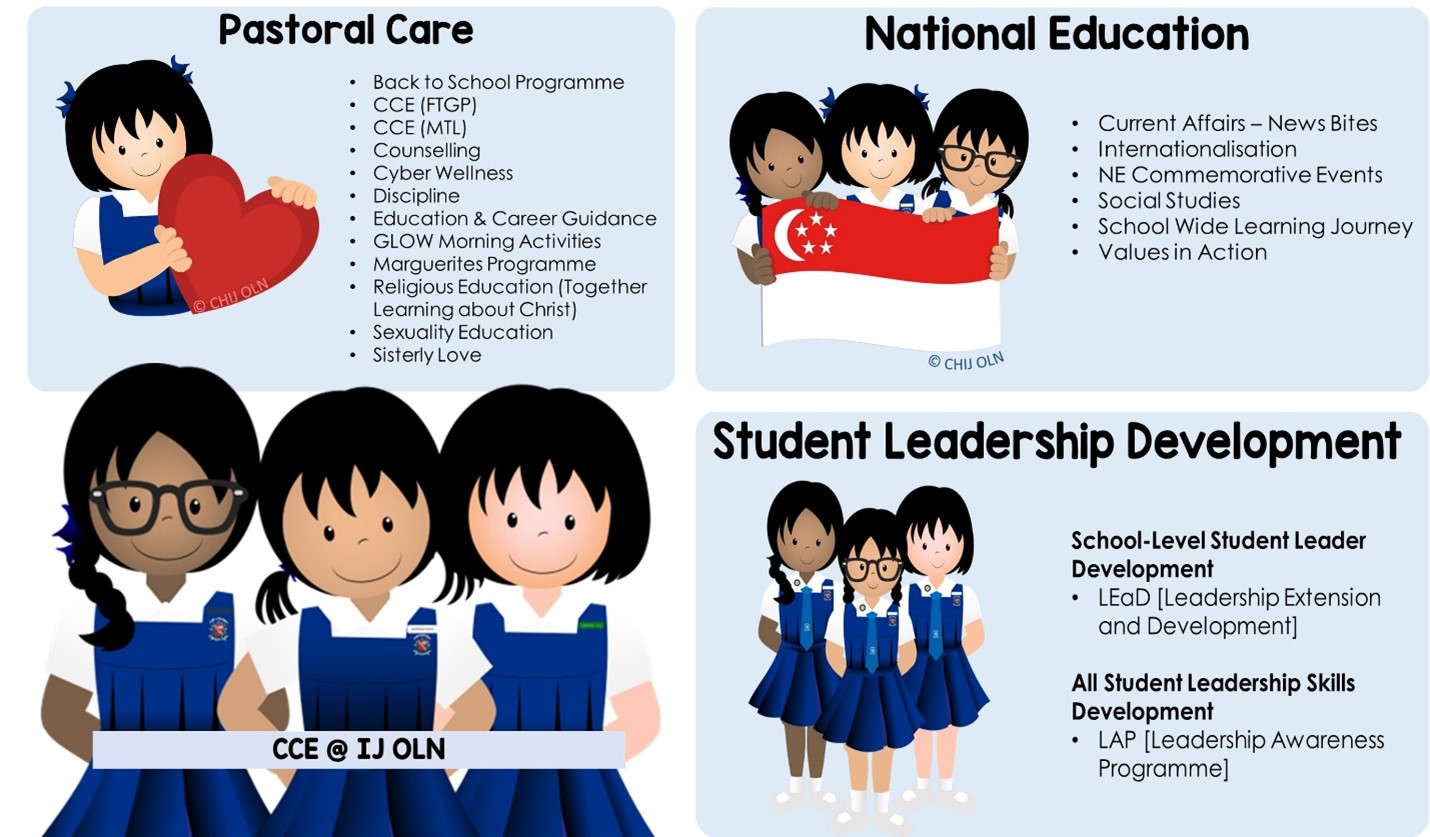 Pastoral Care
• Back to School Programme
• CCE (FTGP)
• CCE (MTL)
• Counselling
• Cyber Wellness
• Discipline
• Education & Career Guidance
• GLOW Morning Activities
• Marguerites Programme
• Religious Education (Together
Learning about Christ)
• Sexuality Education
• Sisterly Love
© CHIJ OLN
National Education
• Current Affairs – News Bites
• Internationalisation
• NE Commemorative Events
• Social Studies
• School Wide Learning Journey
• Values in Action
© CHIJ OLN
CCE @ IJ OLN
Student Leadership Development
School-Level Student Leader
Development
• LEaD [Leadership Extension
and Development]
All Student Leadership Skills
Development
• LAP [Leadership Awareness
Programme]